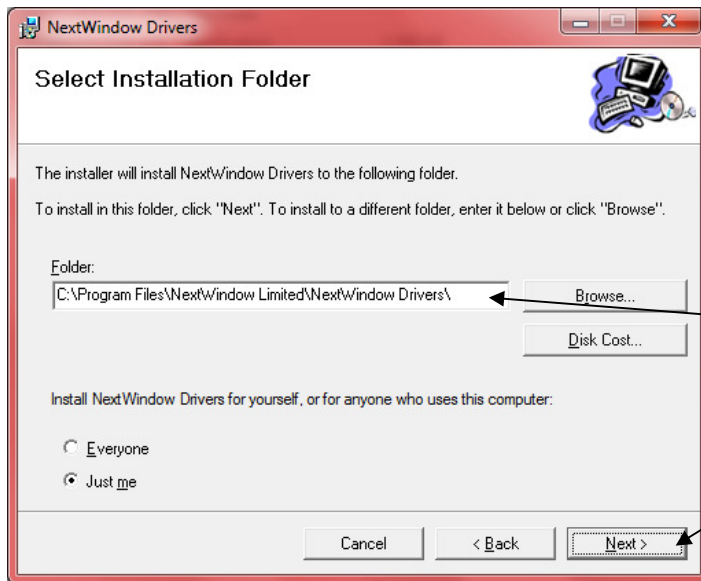 NextWindow Drivers
Select Installation Folder
The installer will install NextWindow Drivers to the following folder.
To install in this folder, click "Next". To install to a different folder, enter it below or click "Browse".
Folder:
C:\Program Files\NextWindow Limited\NextWindow Drivers\
Browse...
Disk Cost...
Install NextWindow Drivers for yourself, or for anyone who uses this computer:
Everyone
Just me
Cancel
< Back
Next >